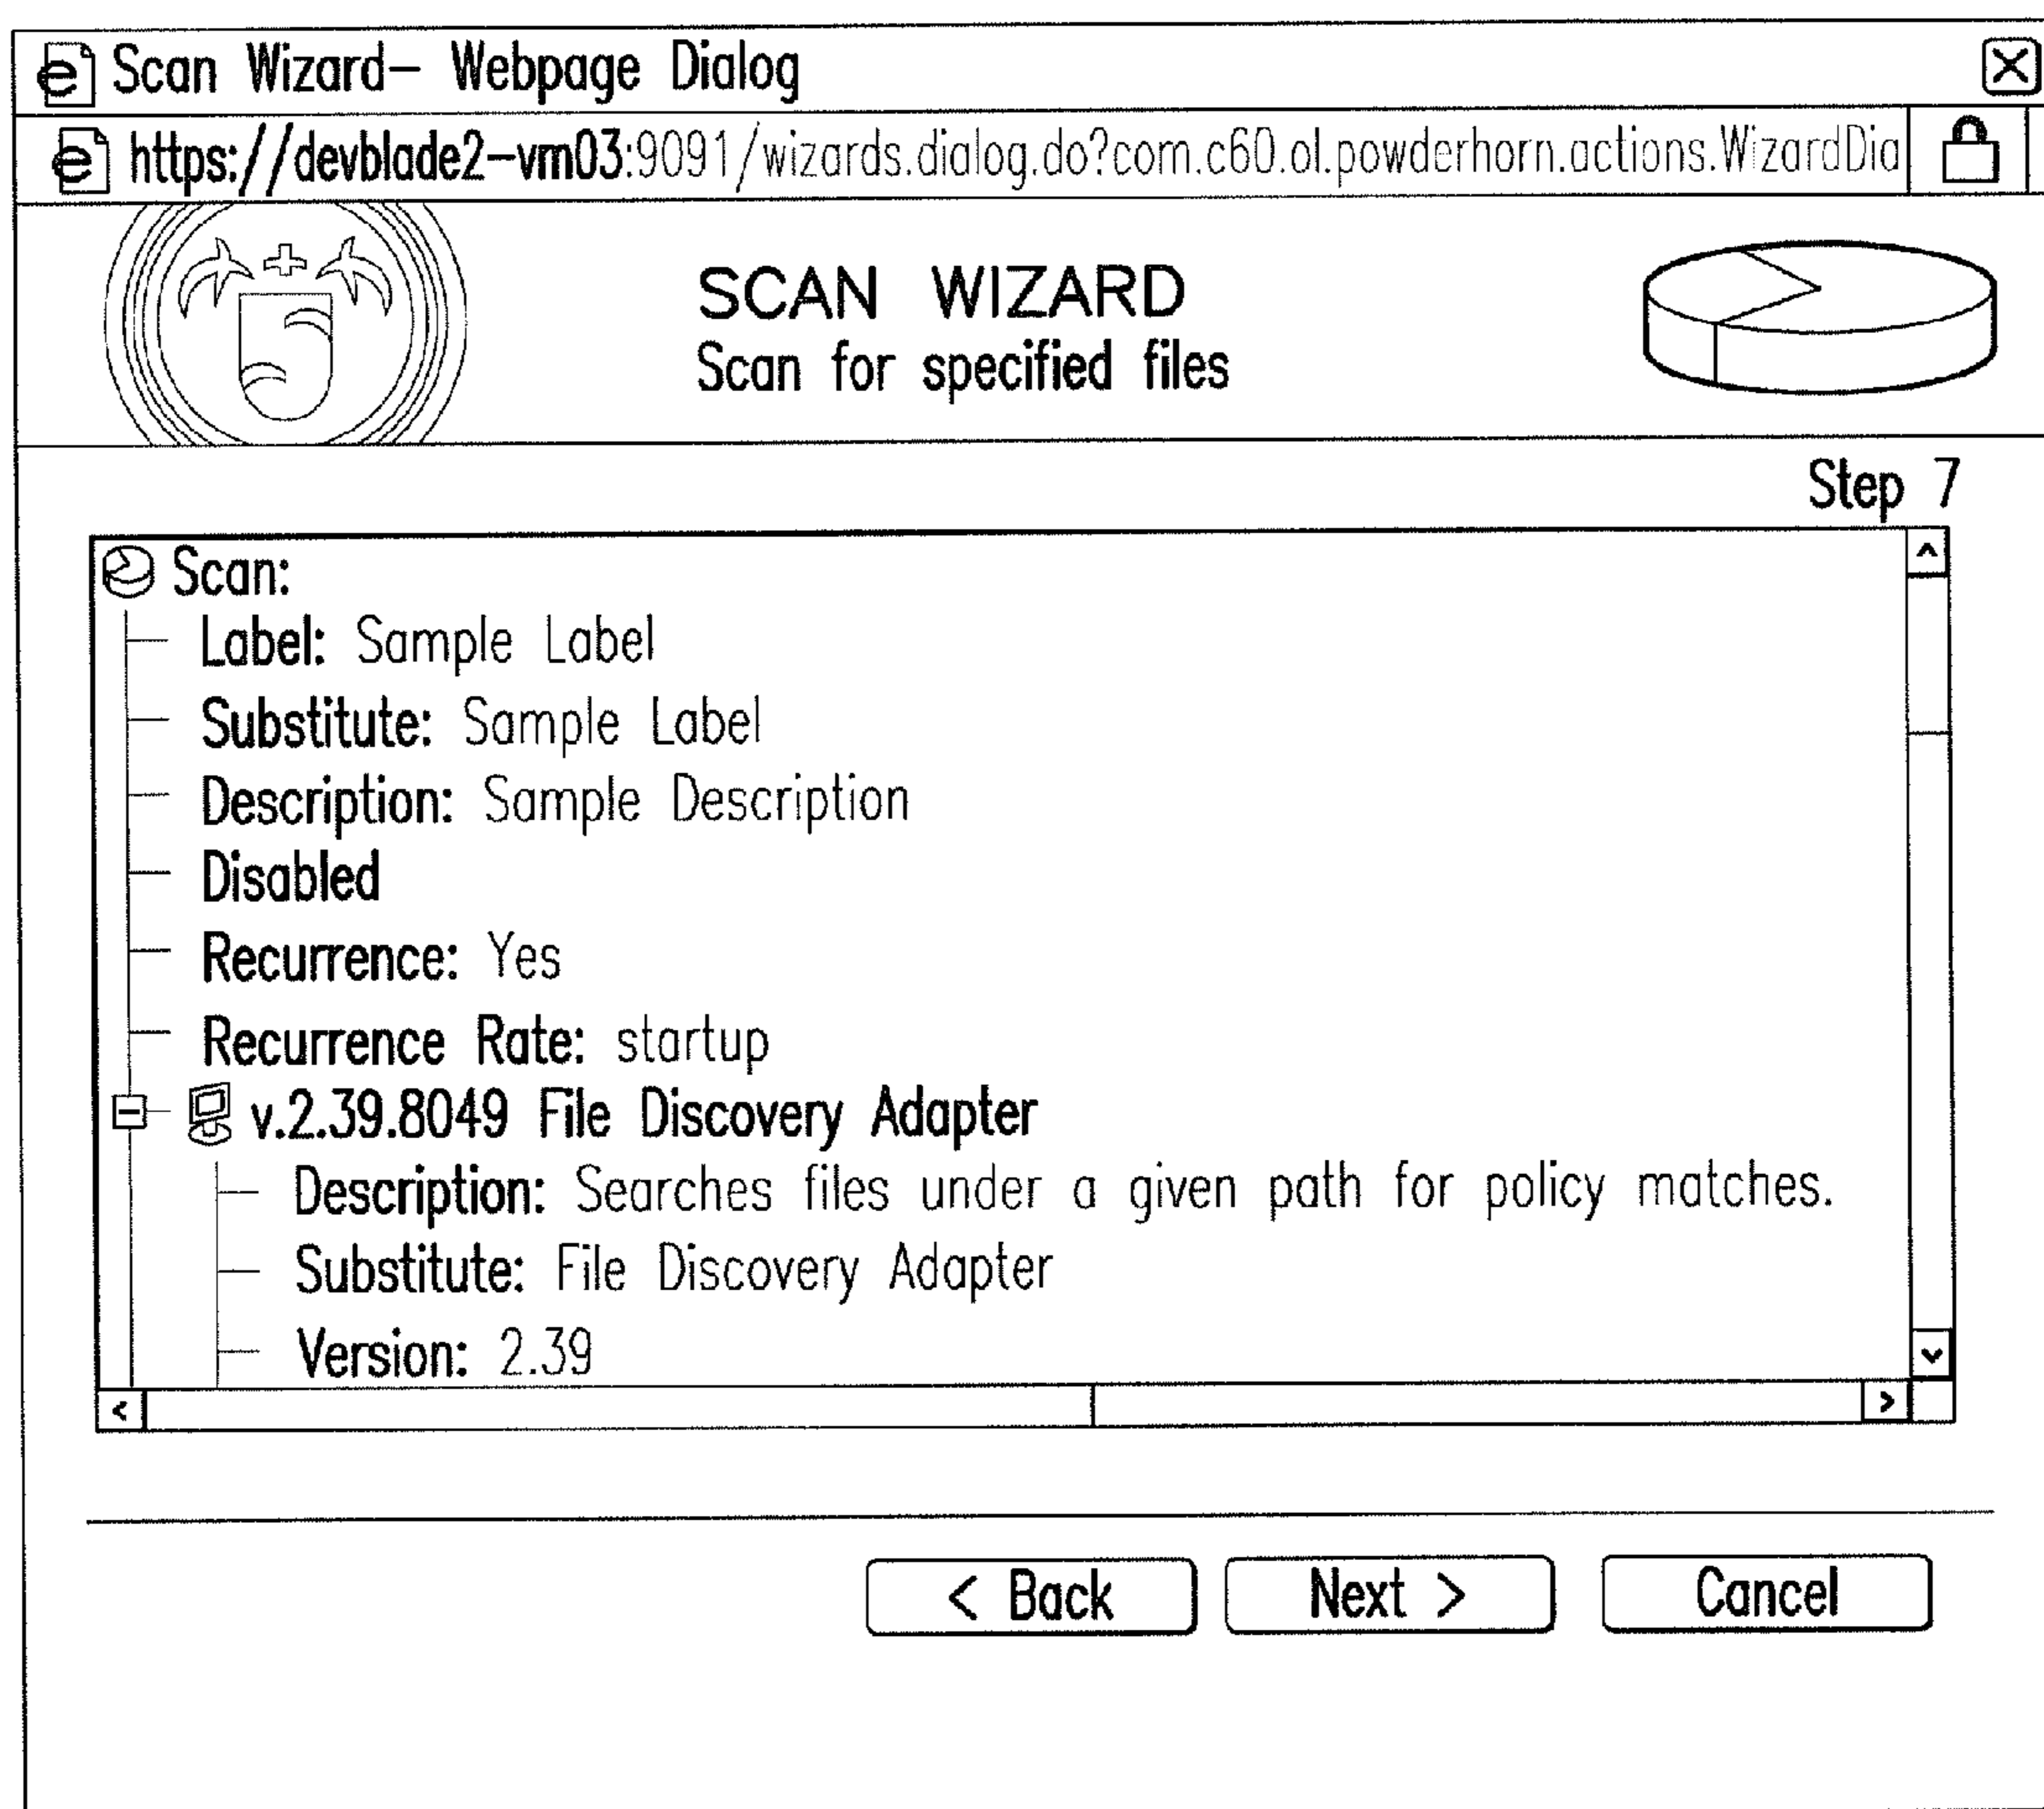 Scan Wizard– Webpage Dialog
https://devblade2–vm03:9091/wizards.dialog.do?com.c60.ol.powderhorn.actions.WizardDia
SCAN WIZARD
Scan for specified files
Step 7
Scan:
Label: Sample Label
Substitute: Sample Label
Description: Sample Description
Disabled
Recurrence: Yes
Recurrence Rate: startup
v.2.39.8049 File Discovery Adapter
Description: Searches files under a given path for policy matches.
Substitute: File Discovery Adapter
Version: 2.39
< Back Next > Cancel